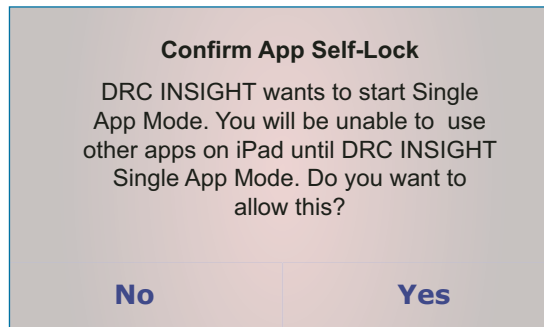 Confirm App Self-Lock
DRC INSIGHT wants to start Single
App Mode. You will be unable to  use
other apps on iPad until DRC INSIGHT
Single App Mode. Do you want to
allow this?
No
Yes